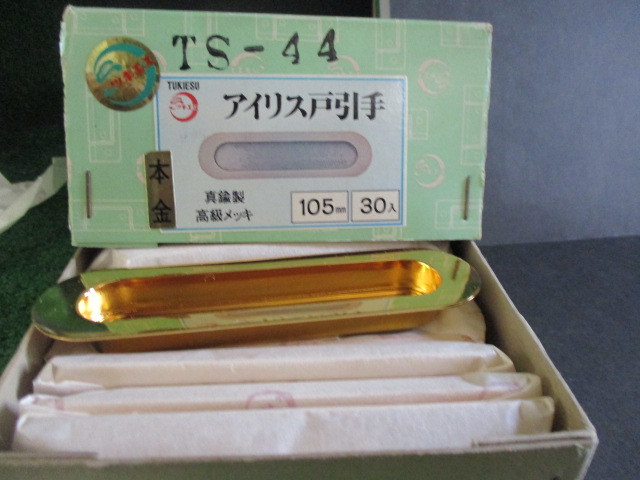 TS-44
TUKIESU
アイリス戸引手
本金
真鍮製
高級メッキ
105mm 30入